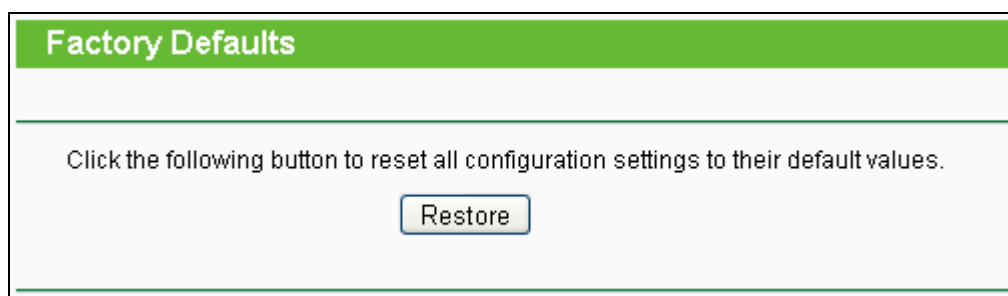 Factory Defaults
Click the following button to reset all configuration settings to their default values.
Restore